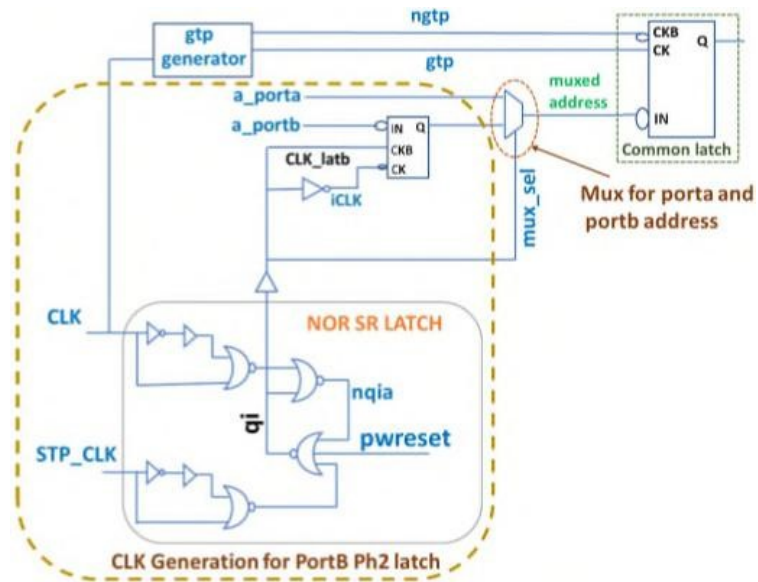 ngtp
gtp
generator
gtp
CKB
Q
CK
muxed
address
IN
Common latch
a_porta
a_portb
IN
Q
CKB
CK
CLK_latb
iCLK
mux_sel
Mux for porta and
portb address
CLK
NOR SR LATCH
nqia
qi
pwreset
STP_CLK
CLK Generation for PortB Ph2 latch